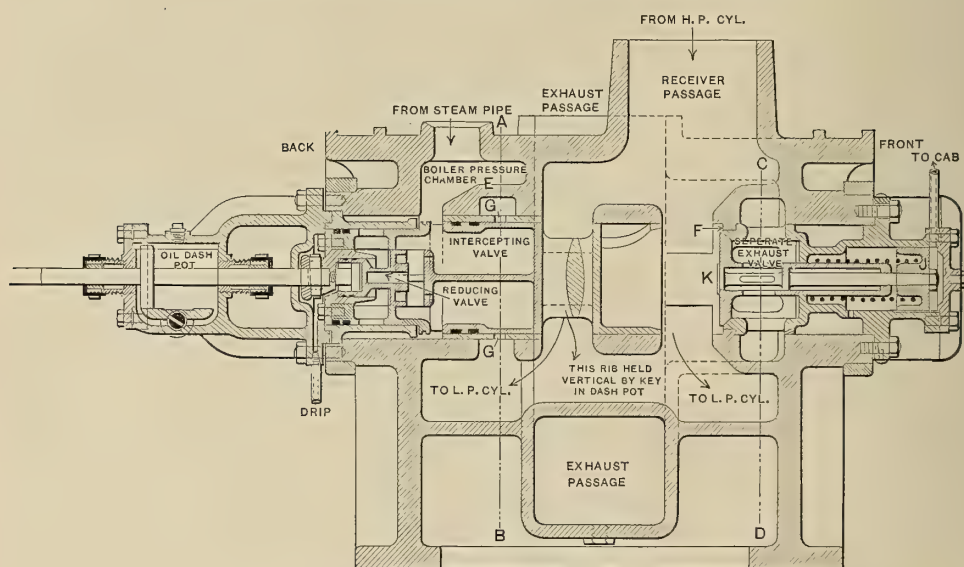 FROM H. P. CYL.
RECEIVER
PASSAGE
EXHAUST
PASSAGE
FROM STEAM PIPE
A
BACK
BOILER PRESSURE
CHAMBER
E
G
C
FRONT
TO CAB
INTERCEPTING
VALVE
F
SEPERATE
EXHAUST
VALVE
OIL DASH
POT
K
REDUCING
VALVE
G
THIS RIB HELD
VERTICAL BY KEY
IN DASH POT
TO L.P. CYL.
TO L.P. CYL.
DRIP
EXHAUST
PASSAGE
B
D